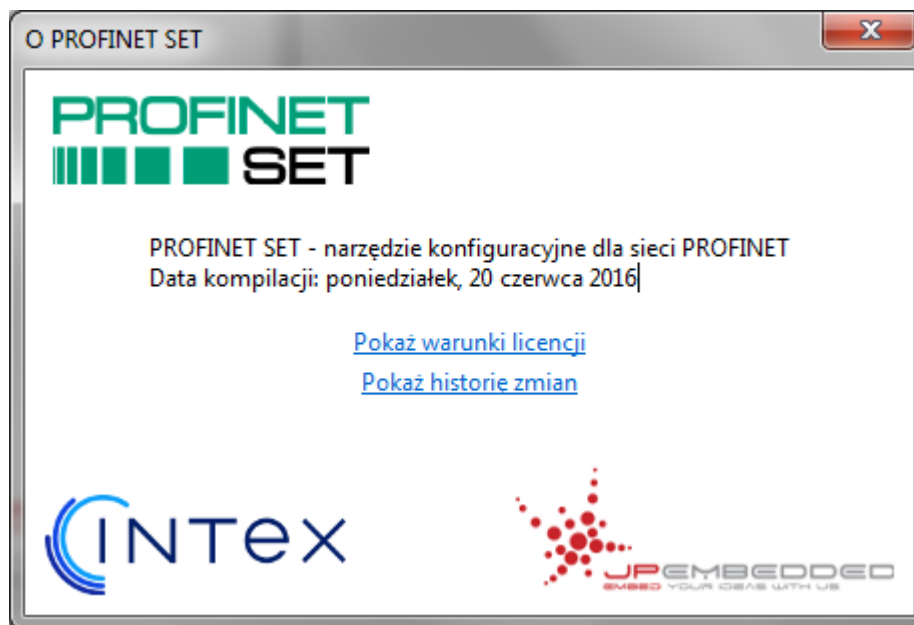 O PROFINET SET
PROFINET
SET
PROFINET SET - narzędzie konfiguracyjne dla sieci PROFINET
Data kompilacji: poniedziałek, 20 czerwca 2016
Pokaż warunki licencji
Pokaż historię zmian
INTEX
JPEMBEDDED
EMBED YOUR IDEAS WITH US